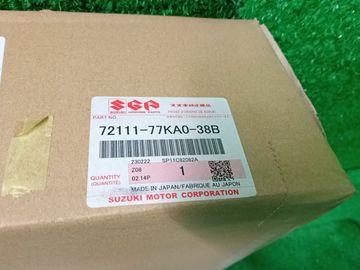 SGP
SUZUKI GENUINE PARTS
PART NO.
72111-77KA0-38B
230222 SP11C82082A
Z08
02.14P
QUANTITY
(QUANTITÉ)
1
MADE IN JAPAN/FABRIQUE AU JAPON
SUZUKI MOTOR CORPORATION